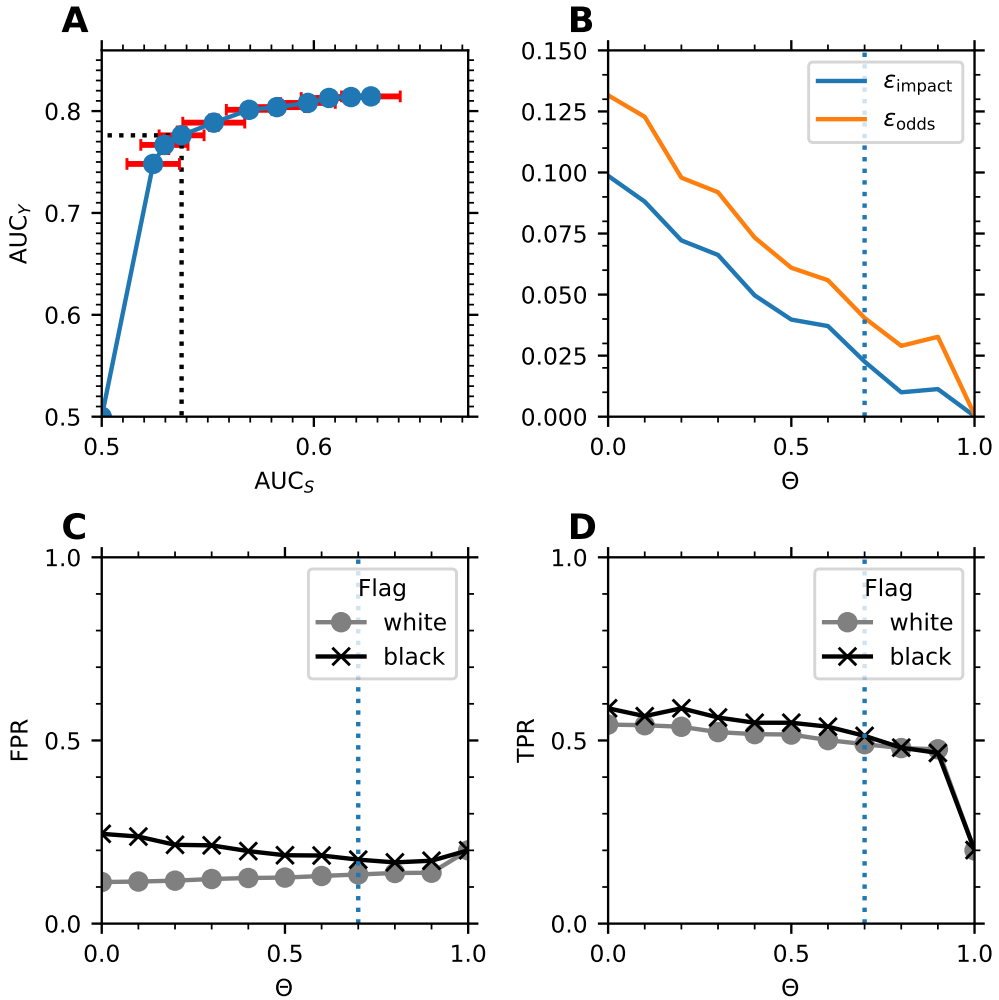 A
AUC_Y
0.8
0.7
0.6
0.5
0.5
0.6
AUC_S
B
0.150
0.125
0.100
0.075
0.050
0.025
0.000
0.0
0.5
1.0
Θ
ε_impact
ε_odds
C
FPR
1.0
0.5
0.0
0.0
0.5
1.0
Θ
Flag
white
black
D
TPR
1.0
0.5
0.0
0.0
0.5
1.0
Θ
Flag
white
black